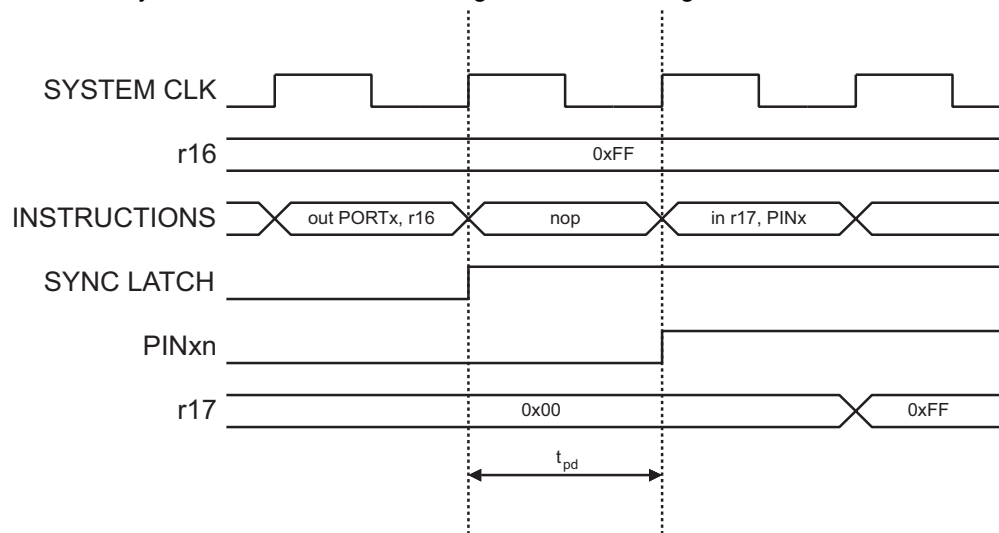 SYSTEM CLK
r16
0xFF
INSTRUCTIONS
out PORTx, r16
nop
in r17, PINx
SYNC LATCH
PINxn
r17
0x00
0xFF
tpd